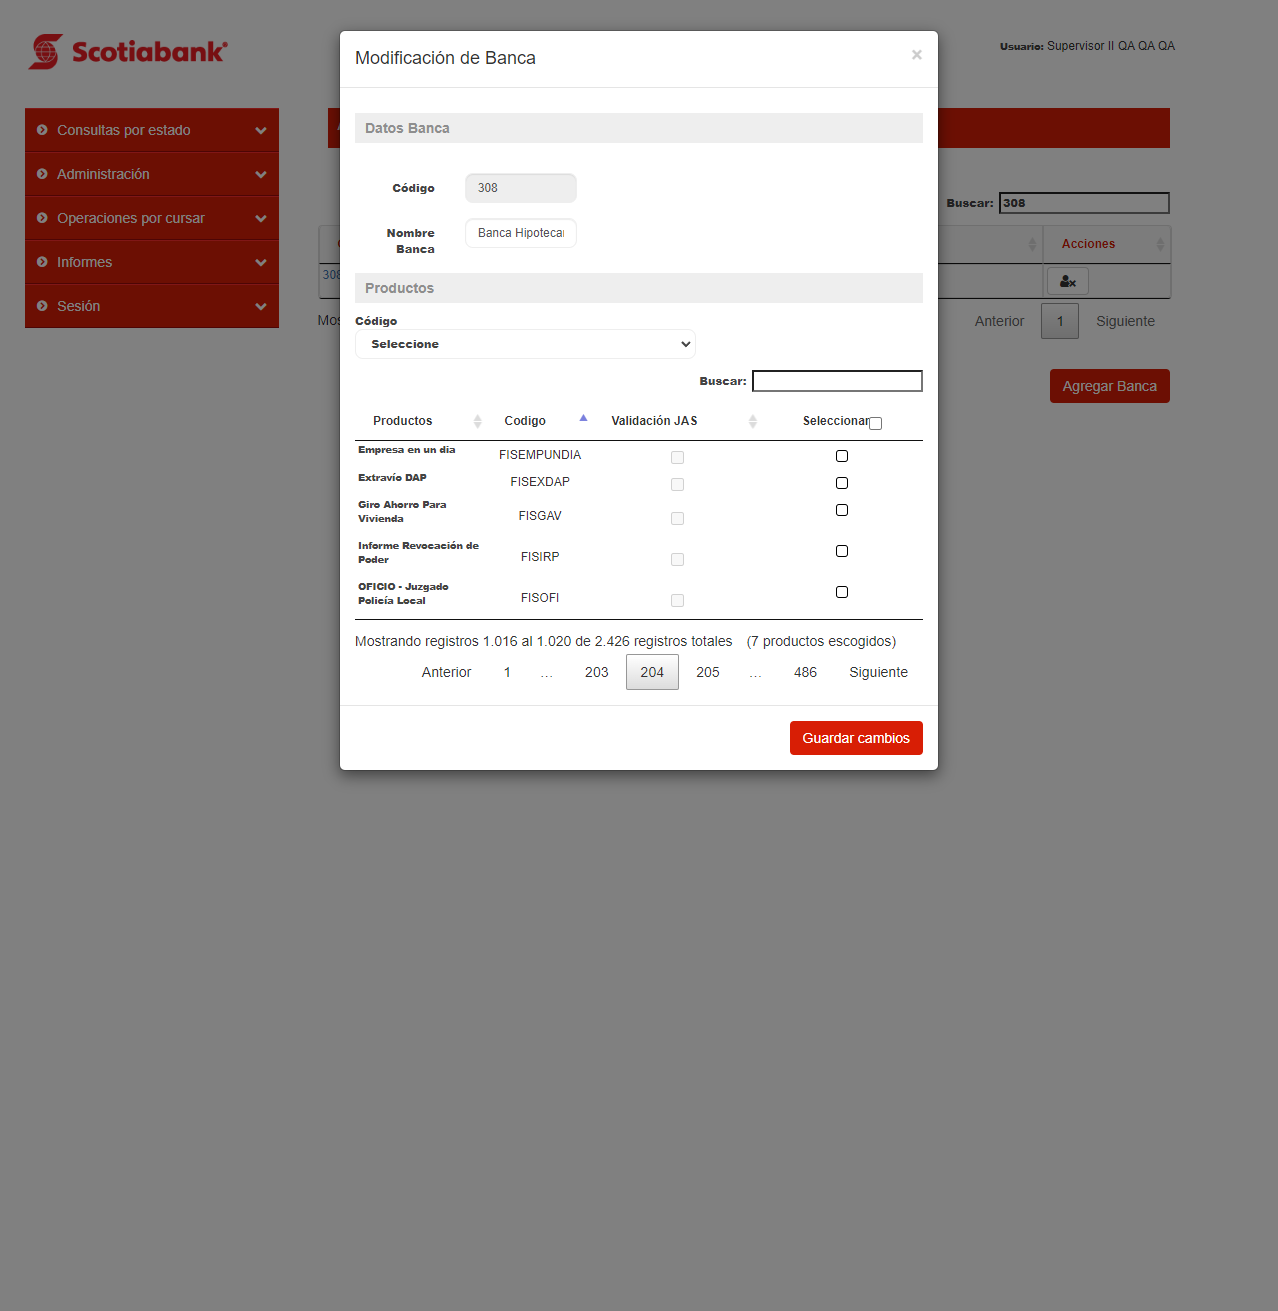 Scotiabank
Usuario: Supervisor II QA QA QA
Consultas por estado
Administración
Operaciones por cursar
Informes
Sesión
Buscar: 308
Acciones
308
Anterior 1 Siguiente
Agregar Banca
Modificación de Banca ×
Datos Banca
Código 308
Nombre
Banca
Banca Hipotecar
Productos
Código
Seleccione
Buscar:
Productos Codigo Validación JAS Seleccionar
Empresa en un dia FISEMPUNDIA
Extravío DAP FISEXDAP
Giro Ahorro Para
Vivienda
FISGAV
Informe Revocación de
Poder
FISIRP
OFICIO - Juzgado
Policía Local
FISOFI
Mostrando registros 1.016 al 1.020 de 2.426 registros totales (7 productos escogidos)
Anterior 1 … 203 204 205 … 486 Siguiente
Guardar cambios